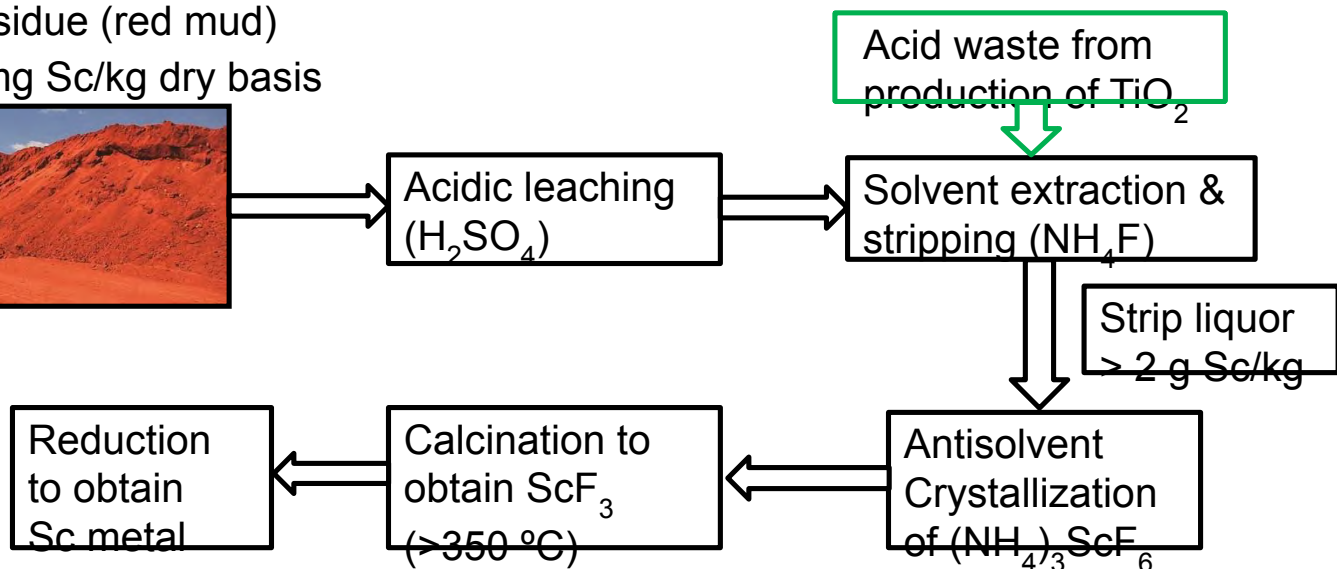 sidue (red mud)
ng Sc/kg dry basis
Acid waste from
production of TiO₂
Acidic leaching
(H₂SO₄)
Solvent extraction &
stripping (NH₄F)
Strip liquor
> 2 g Sc/kg
Antisolvent
Crystallization
of (NH₄)₃ScF₆
Calcination to
obtain ScF₃
(>350 ºC)
Reduction
to obtain
Sc metal